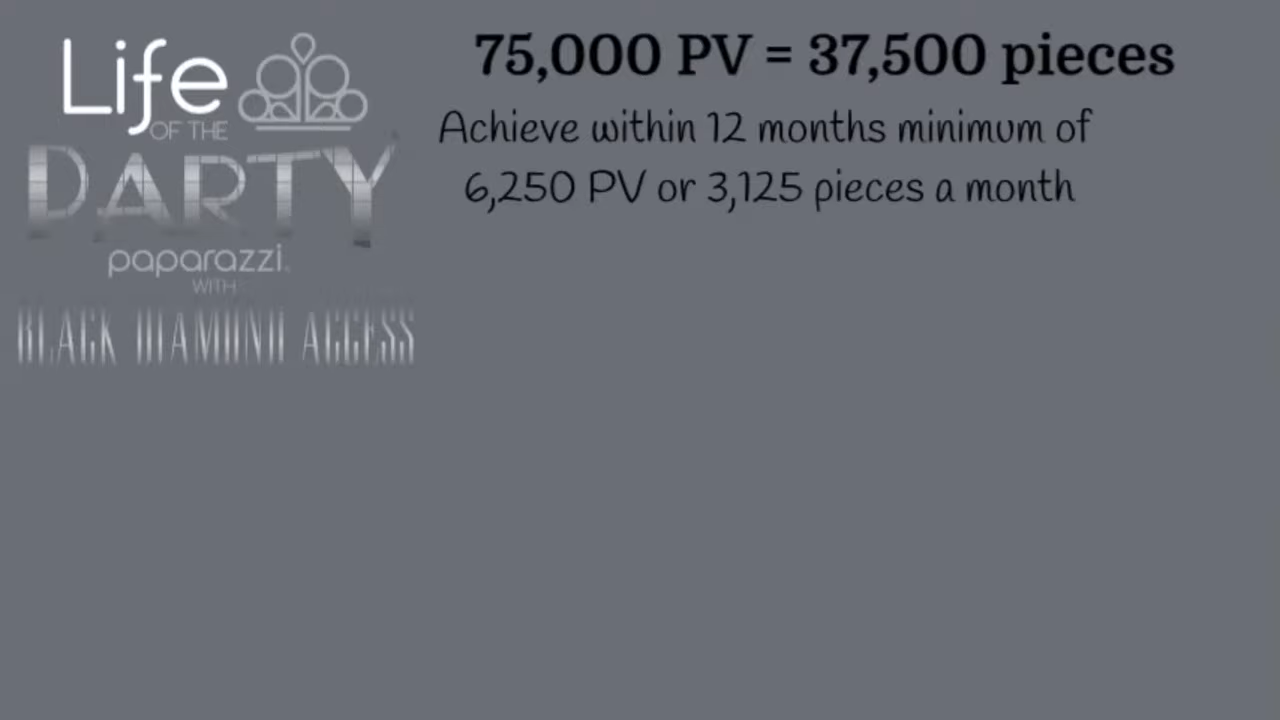 Life
OF THE
PARTY
paparazzi.
WITH
BLACK DIAMOND ACCESS
75,000 PV = 37,500 pieces
Achieve within 12 months minimum of
6,250 PV or 3,125 pieces a month